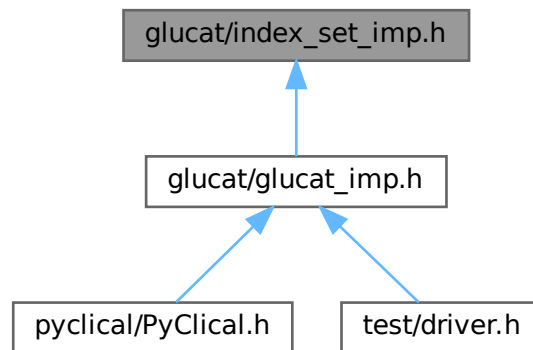 glucat/index_set_imp.h
glucat/glucat_imp.h
pyclical/PyClical.h
test/driver.h